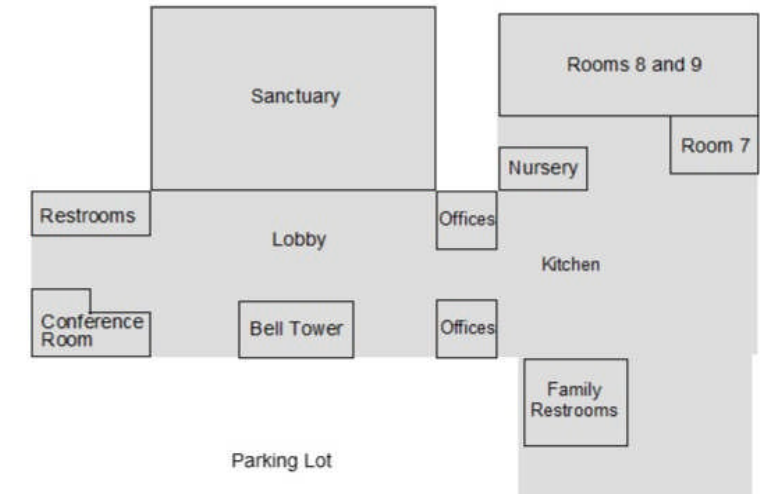 Sanctuary
Rooms 8 and 9
Room 7
Nursery
Restrooms
Offices
Lobby
Kitchen
Conference
Room
Bell Tower
Offices
Family
Restrooms
Parking Lot